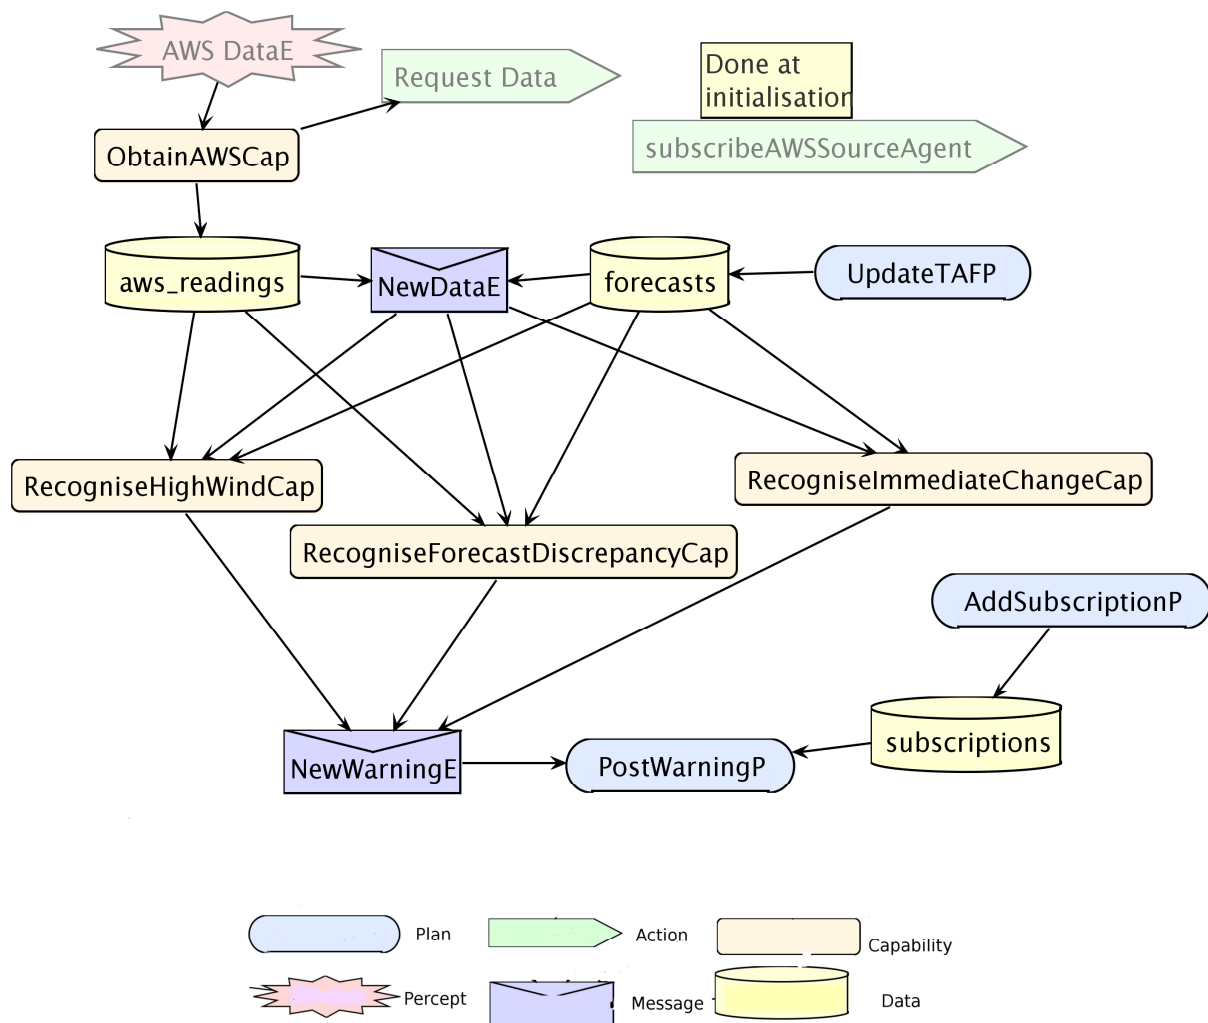 AWS DataE
Request Data
Done at
initialisation
subscribeAWSSourceAgent
ObtainAWSCap
aws_readings
NewDataE
forecasts
UpdateTAFP
RecogniseHighWindCap
RecogniseImmediateChangeCap
RecogniseForecastDiscrepancyCap
AddSubscriptionP
subscriptions
NewWarningE
PostWarningP
Plan
Action
Capability
Percept
Message
Data